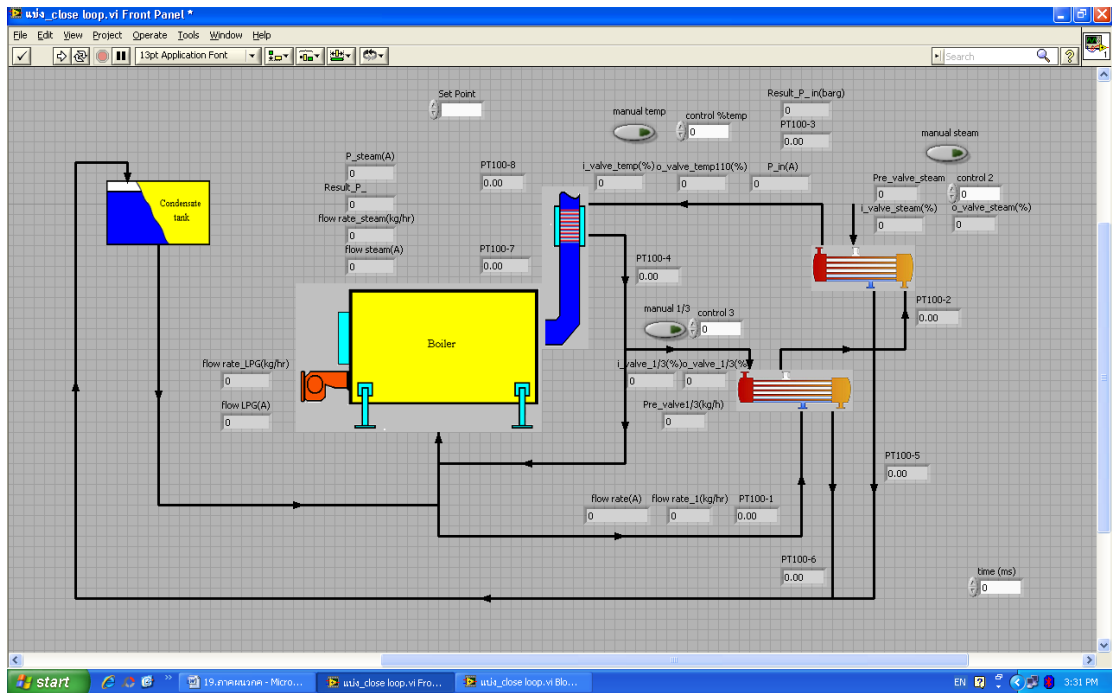 แบ่ง_close loop.vi Front Panel *
File Edit View Project Operate Tools Window Help
13pt Application Font
Search
1
Set Point
Result_P_in(barg)
0
manual temp
control %temp
0
PT100-3
0.00
manual steam
P_steam(A)
0
PT100-8
0.00
i_valve_temp(%)
0
o_valve_temp110(%)
0
P_in(A)
0
Pre_valve_steam
0
control 2
0
Result_P_
0
i_valve_steam(%)
0
o_valve_steam(%)
0
Condensate
tank
flow rate_steam(kg/hr)
0
flow steam(A)
0
PT100-7
0.00
PT100-4
0.00
PT100-2
0.00
manual 1/3
control 3
0
Boiler
flow rate_LPG(kg/hr)
0
i_valve_1/3(%)
0
o_valve_1/3(%)
0
flow LPG(A)
0
Pre_valve1/3(kg/h)
0
PT100-5
0.00
flow rate(A)
0
flow rate_1(kg/hr)
0
PT100-1
0.00
PT100-6
0.00
time (ms)
0
start
19.ภาคผนวกค - Micro...
แบ่ง_close loop.vi Fro...
แบ่ง_close loop.vi Blo...
EN
3:31 PM